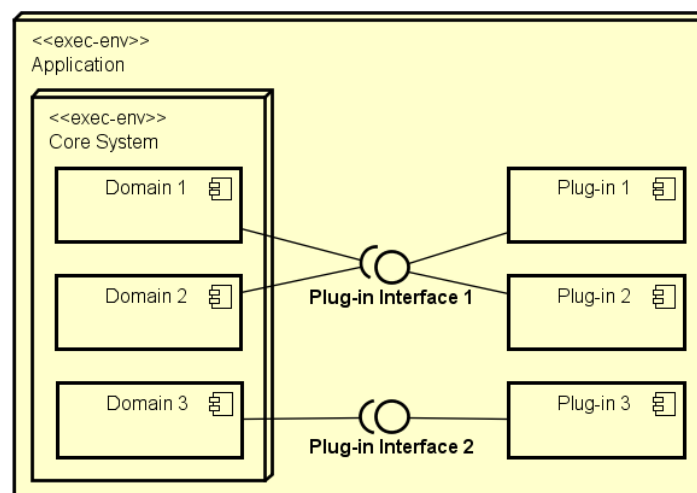 <<exec-env>>
Application
<<exec-env>>
Core System
Domain 1
Plug-in 1
Domain 2
Plug-in Interface 1
Plug-in 2
Domain 3
Plug-in 3
Plug-in Interface 2